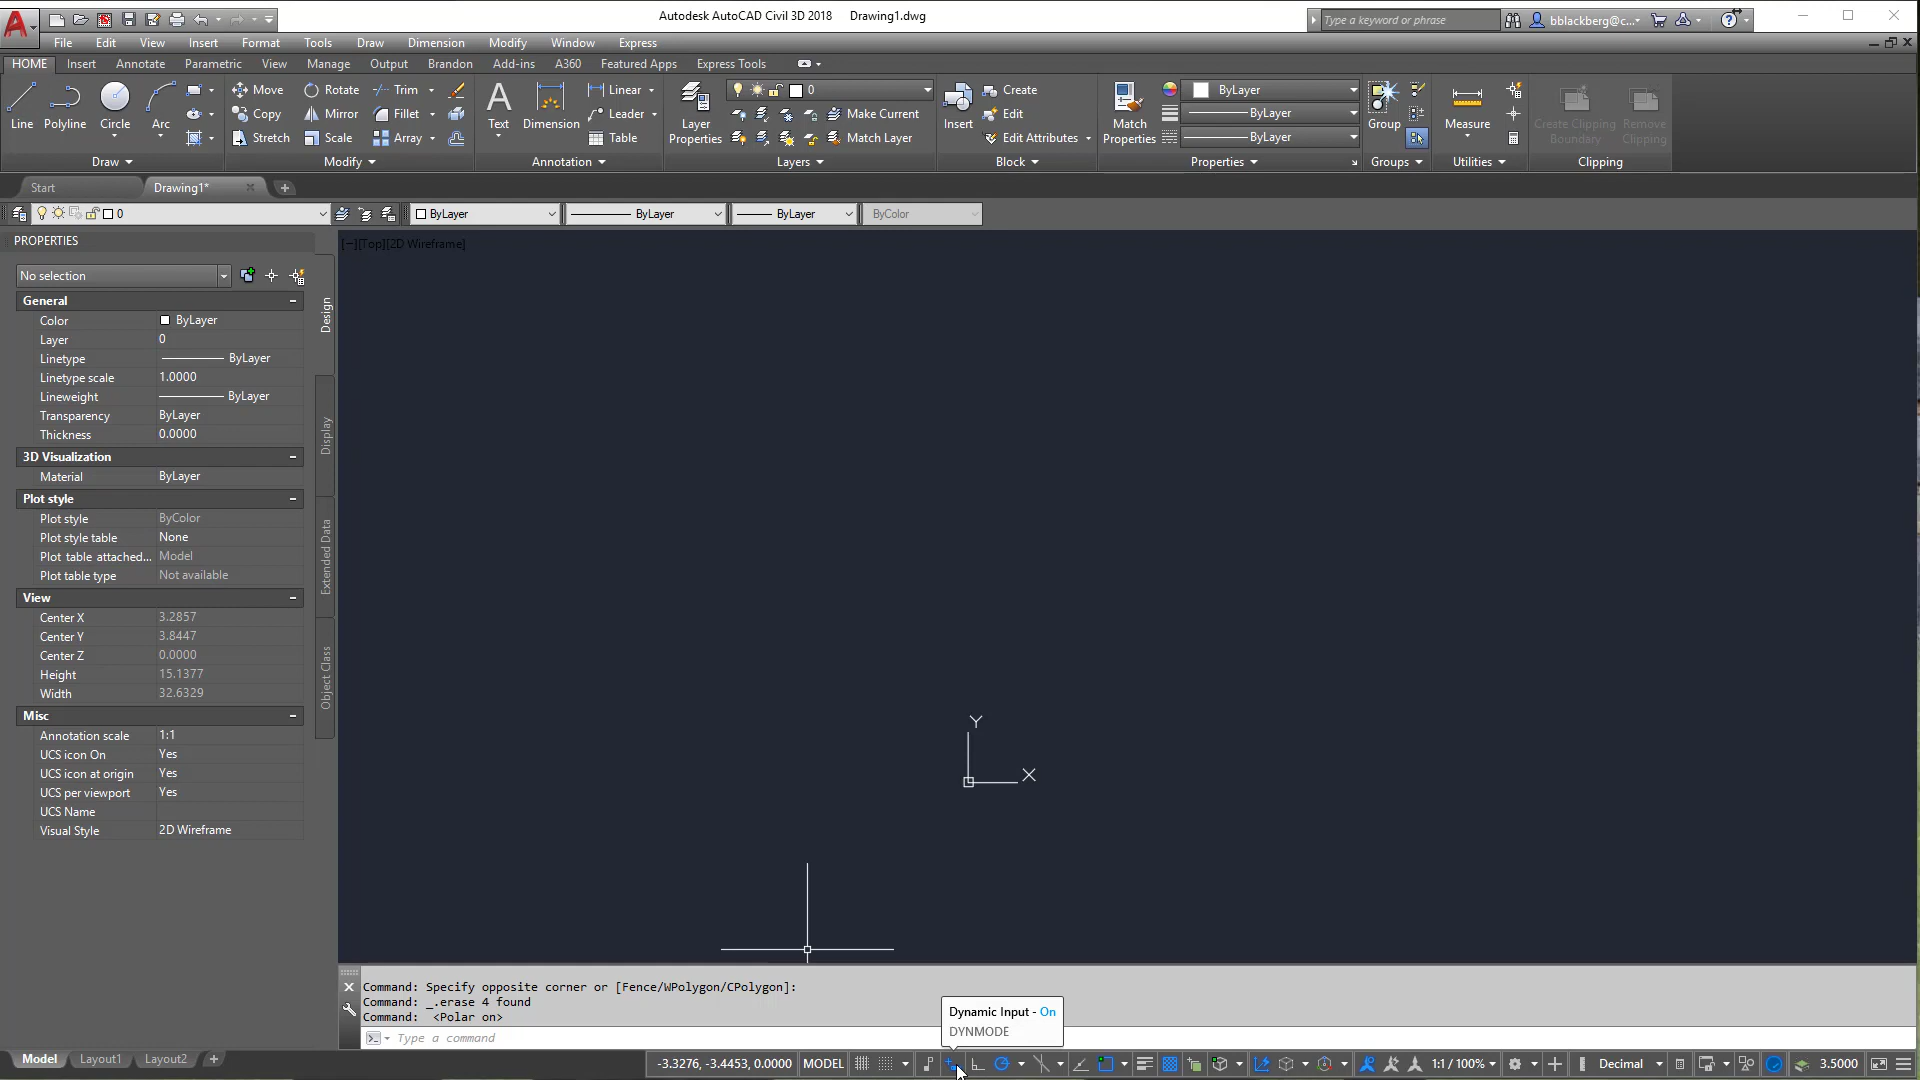 Autodesk AutoCAD Civil 3D 2018 Drawing1.dwg
Type a keyword or phrase
bblackberg@c...
File Edit View Insert Format Tools Draw Dimension Modify Window Express
HOME Insert Annotate Parametric View Manage Output Brandon Add-ins A360 Featured Apps Express Tools
Line Polyline Circle Arc
Move Rotate Trim
Copy Mirror Fillet
Stretch Scale Array
Text Dimension
Linear
Leader
Table
Layer Properties
0
Make Current
Match Layer
Insert
Create
Edit
Edit Attributes
Match Properties
ByLayer
ByLayer
ByLayer
Group
Measure
Create Clipping Boundary
Remove Clipping
Draw Modify Annotation Layers Block Properties Groups Utilities Clipping
Start Drawing1*
0 ByLayer ByLayer ByLayer ByColor
PROPERTIES
[−][Top][2D Wireframe]
No selection
General
Color ByLayer
Layer 0
Linetype ByLayer
Linetype scale 1.0000
Lineweight ByLayer
Transparency ByLayer
Thickness 0.0000
3D Visualization
Material ByLayer
Plot style
Plot style ByColor
Plot style table None
Plot table attached... Model
Plot table type Not available
View
Center X 3.2857
Center Y 3.8447
Center Z 0.0000
Height 15.1377
Width 32.6329
Misc
Annotation scale 1:1
UCS icon On Yes
UCS icon at origin Yes
UCS per viewport Yes
UCS Name
Visual Style 2D Wireframe
Design
Display
Extended Data
Object Class
Y
X
Command: Specify opposite corner or [Fence/WPolygon/CPolygon]:
Command: _.erase 4 found
Command: <Polar on>
Type a command
Dynamic Input - On
DYNMODE
Model Layout1 Layout2
-3.3276, -3.4453, 0.0000 MODEL 1:1 / 100% Decimal 3.5000